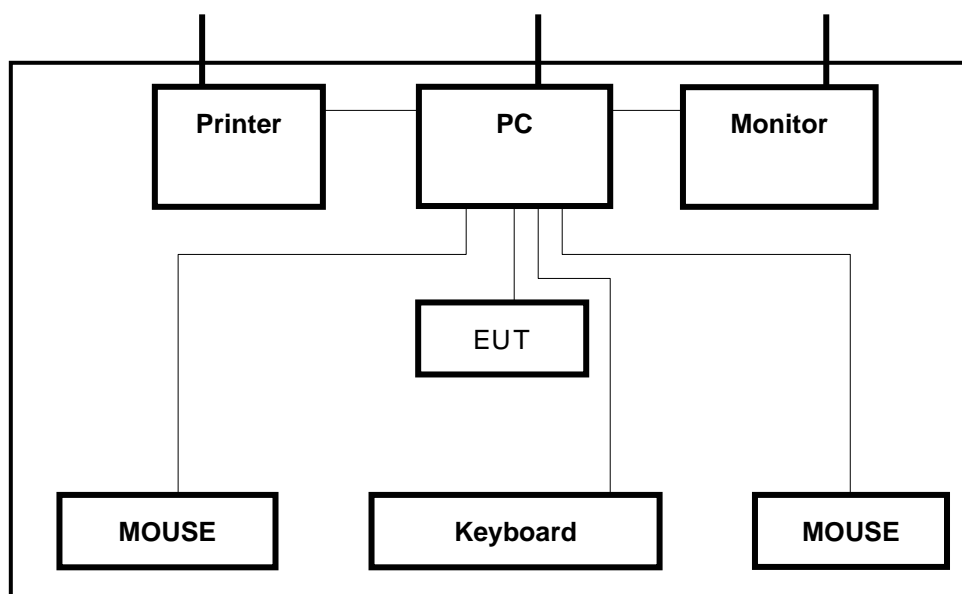 Printer
PC
Monitor
EUT
MOUSE
Keyboard
MOUSE